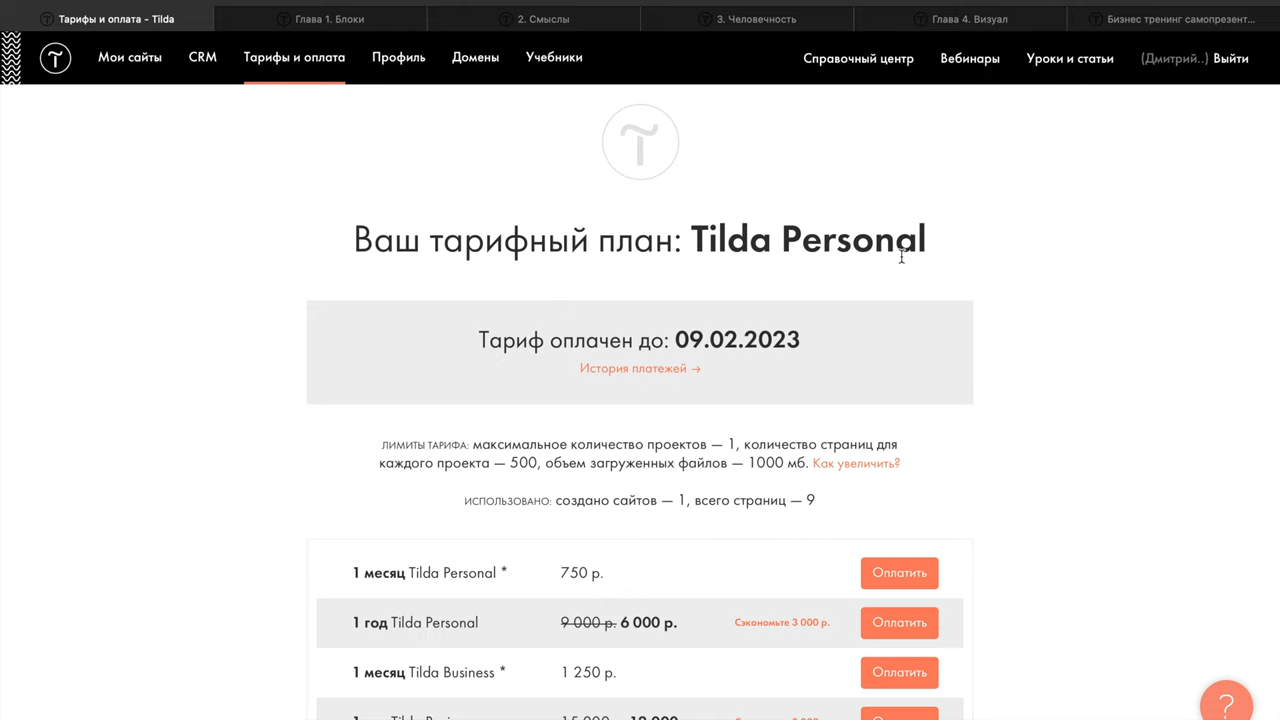 Тарифы и оплата - Tilda
Глава 1. Блоки
2. Смыслы
3. Человечность
Глава 4. Визуал
Бизнес тренинг самопрезент...
Мои сайты CRM Тарифы и оплата Профиль Домены Учебники Справочный центр Вебинары Уроки и статьи (Дмитрий..) Выйти
Ваш тарифный план: Tilda Personal
Тариф оплачен до: 09.02.2023
История платежей →
ЛИМИТЫ ТАРИФА: максимальное количество проектов — 1, количество страниц для
каждого проекта — 500, объем загруженных файлов — 1000 мб. Как увеличить?
ИСПОЛЬЗОВАНО: создано сайтов — 1, всего страниц — 9
1 месяц Tilda Personal * 750 р. Оплатить
1 год Tilda Personal 9 000 р. 6 000 р. Сэкономьте 3 000 р. Оплатить
1 месяц Tilda Business * 1 250 р. Оплатить
?